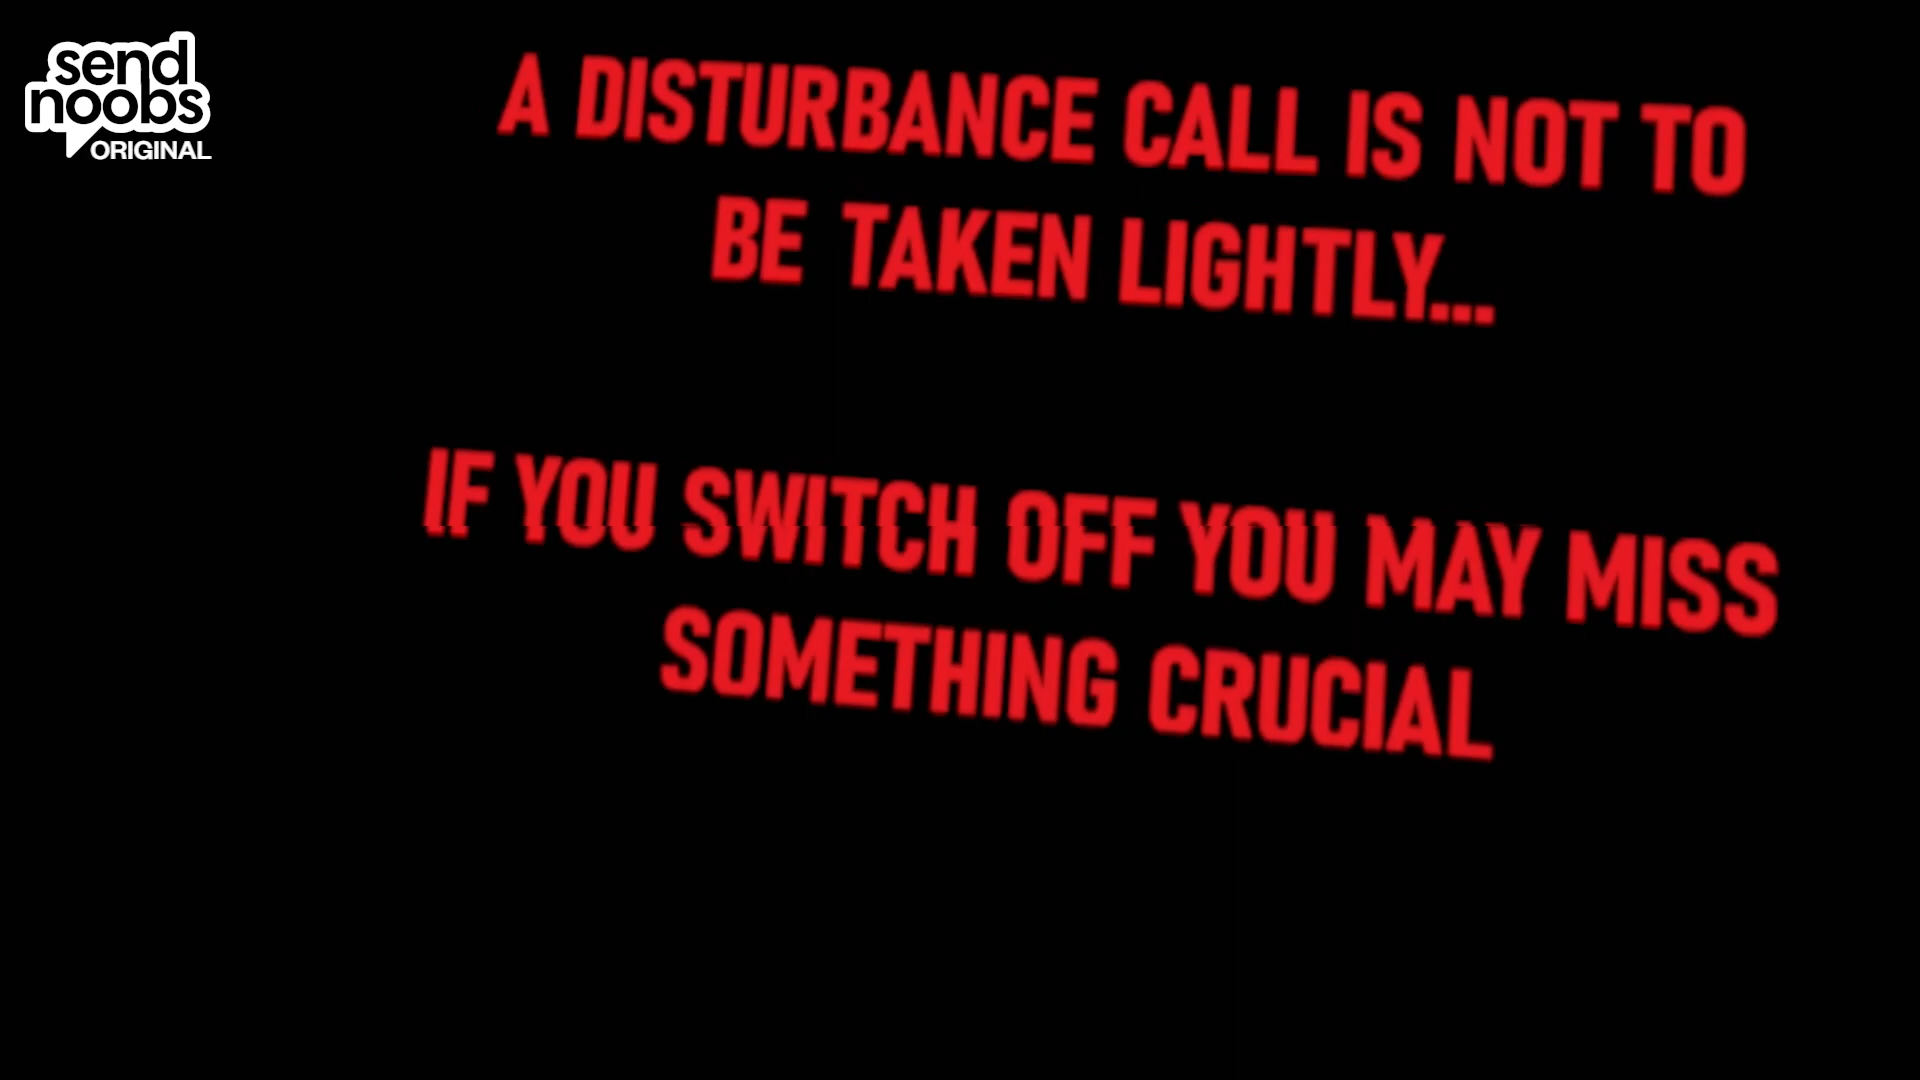 send
noobs
ORIGINAL
A DISTURBANCE CALL IS NOT TO
BE TAKEN LIGHTLY...
IF YOU SWITCH OFF YOU MAY MISS
SOMETHING CRUCIAL